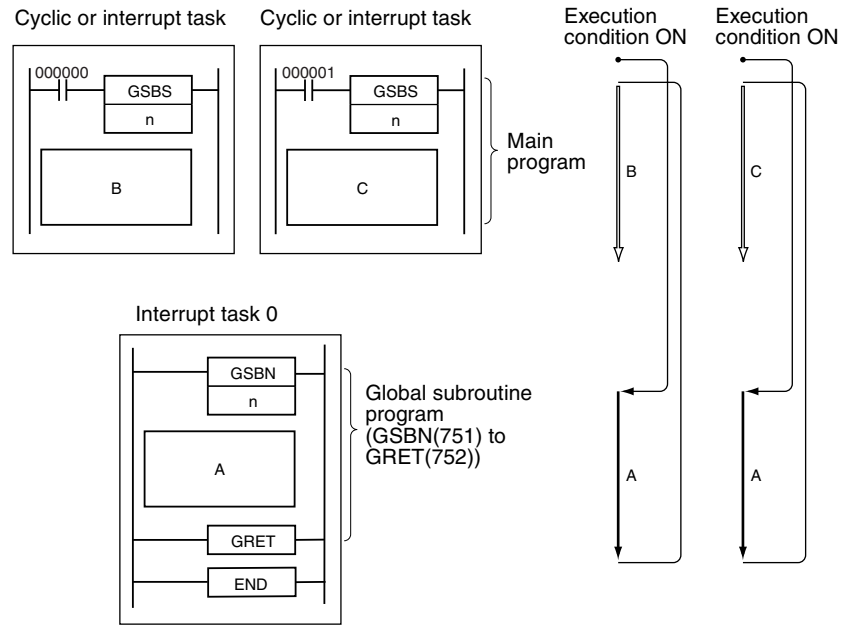 Cyclic or interrupt task
000000
GSBS
n
B
Cyclic or interrupt task
000001
GSBS
n
C
Main
program
Execution
condition ON
B
A
Execution
condition ON
C
A
Interrupt task 0
GSBN
n
A
GRET
END
Global subroutine
program
(GSBN(751) to
GRET(752))